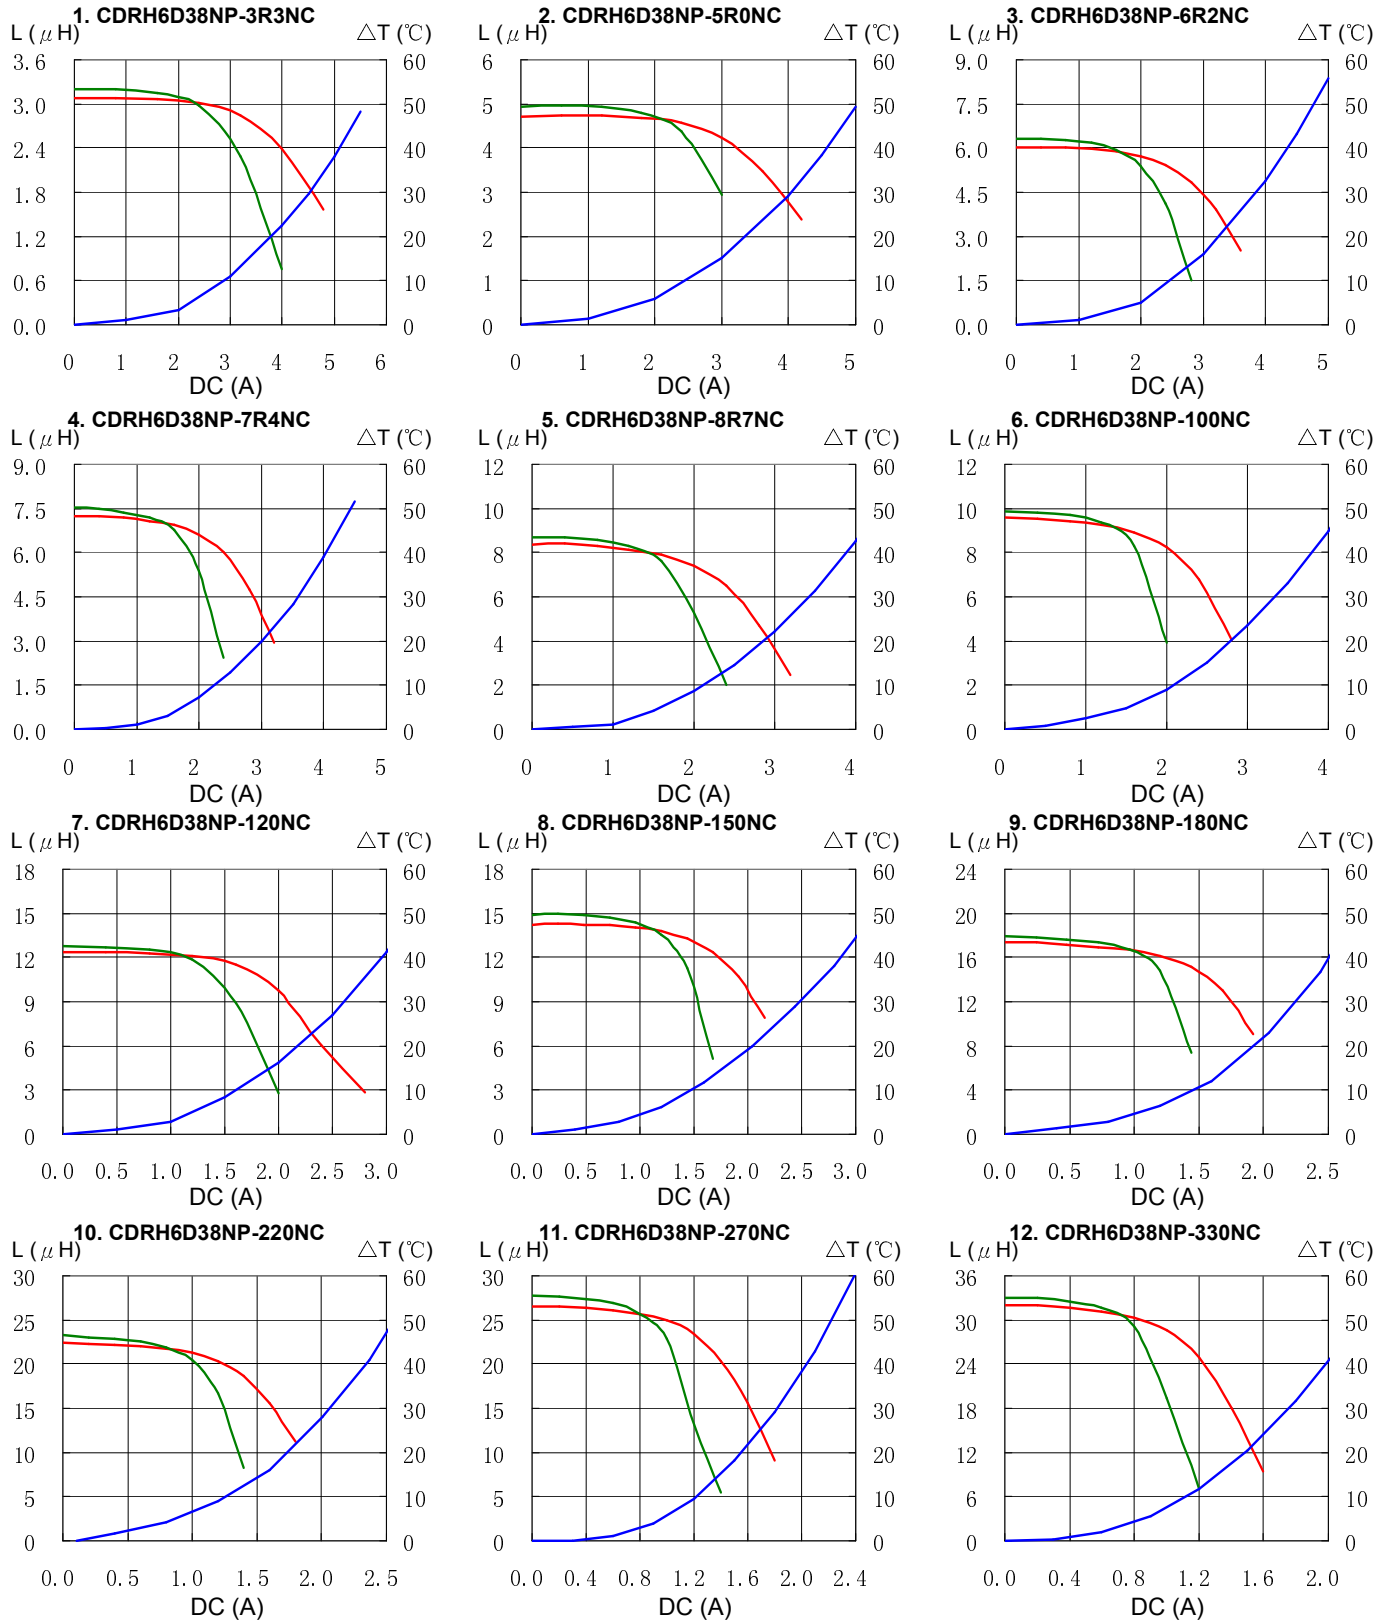 1. CDRH6D38NP-3R3NC
L (μ H) △T (℃)
3.6 60
3.0 50
2.4 40
1.8 30
1.2 20
0.6 10
0.0 0
0 1 2 3 4 5 6
DC (A)
2. CDRH6D38NP-5R0NC
L (μ H) △T (℃)
6 60
5 50
4 40
3 30
2 20
1 10
0 0
0 1 2 3 4 5
DC (A)
3. CDRH6D38NP-6R2NC
L (μ H) △T (℃)
9.0 60
7.5 50
6.0 40
4.5 30
3.0 20
1.5 10
0.0 0
0 1 2 3 4 5
DC (A)
4. CDRH6D38NP-7R4NC
L (μ H) △T (℃)
9.0 60
7.5 50
6.0 40
4.5 30
3.0 20
1.5 10
0.0 0
0 1 2 3 4 5
DC (A)
5. CDRH6D38NP-8R7NC
L (μ H) △T (℃)
12 60
10 50
8 40
6 30
4 20
2 10
0 0
0 1 2 3 4
DC (A)
6. CDRH6D38NP-100NC
L (μ H) △T (℃)
12 60
10 50
8 40
6 30
4 20
2 10
0 0
0 1 2 3 4
DC (A)
7. CDRH6D38NP-120NC
L (μ H) △T (℃)
18 60
15 50
12 40
9 30
6 20
3 10
0 0
0.0 0.5 1.0 1.5 2.0 2.5 3.0
DC (A)
8. CDRH6D38NP-150NC
L (μ H) △T (℃)
18 60
15 50
12 40
9 30
6 20
3 10
0 0
0.0 0.5 1.0 1.5 2.0 2.5 3.0
DC (A)
9. CDRH6D38NP-180NC
L (μ H) △T (℃)
24 60
20 50
16 40
12 30
8 20
4 10
0 0
0.0 0.5 1.0 1.5 2.0 2.5
DC (A)
10. CDRH6D38NP-220NC
L (μ H) △T (℃)
30 60
25 50
20 40
15 30
10 20
5 10
0 0
0.0 0.5 1.0 1.5 2.0 2.5
DC (A)
11. CDRH6D38NP-270NC
L (μ H) △T (℃)
30 60
25 50
20 40
15 30
10 20
5 10
0 0
0.0 0.4 0.8 1.2 1.6 2.0 2.4
DC (A)
12. CDRH6D38NP-330NC
L (μ H) △T (℃)
36 60
30 50
24 40
18 30
12 20
6 10
0 0
0.0 0.4 0.8 1.2 1.6 2.0
DC (A)